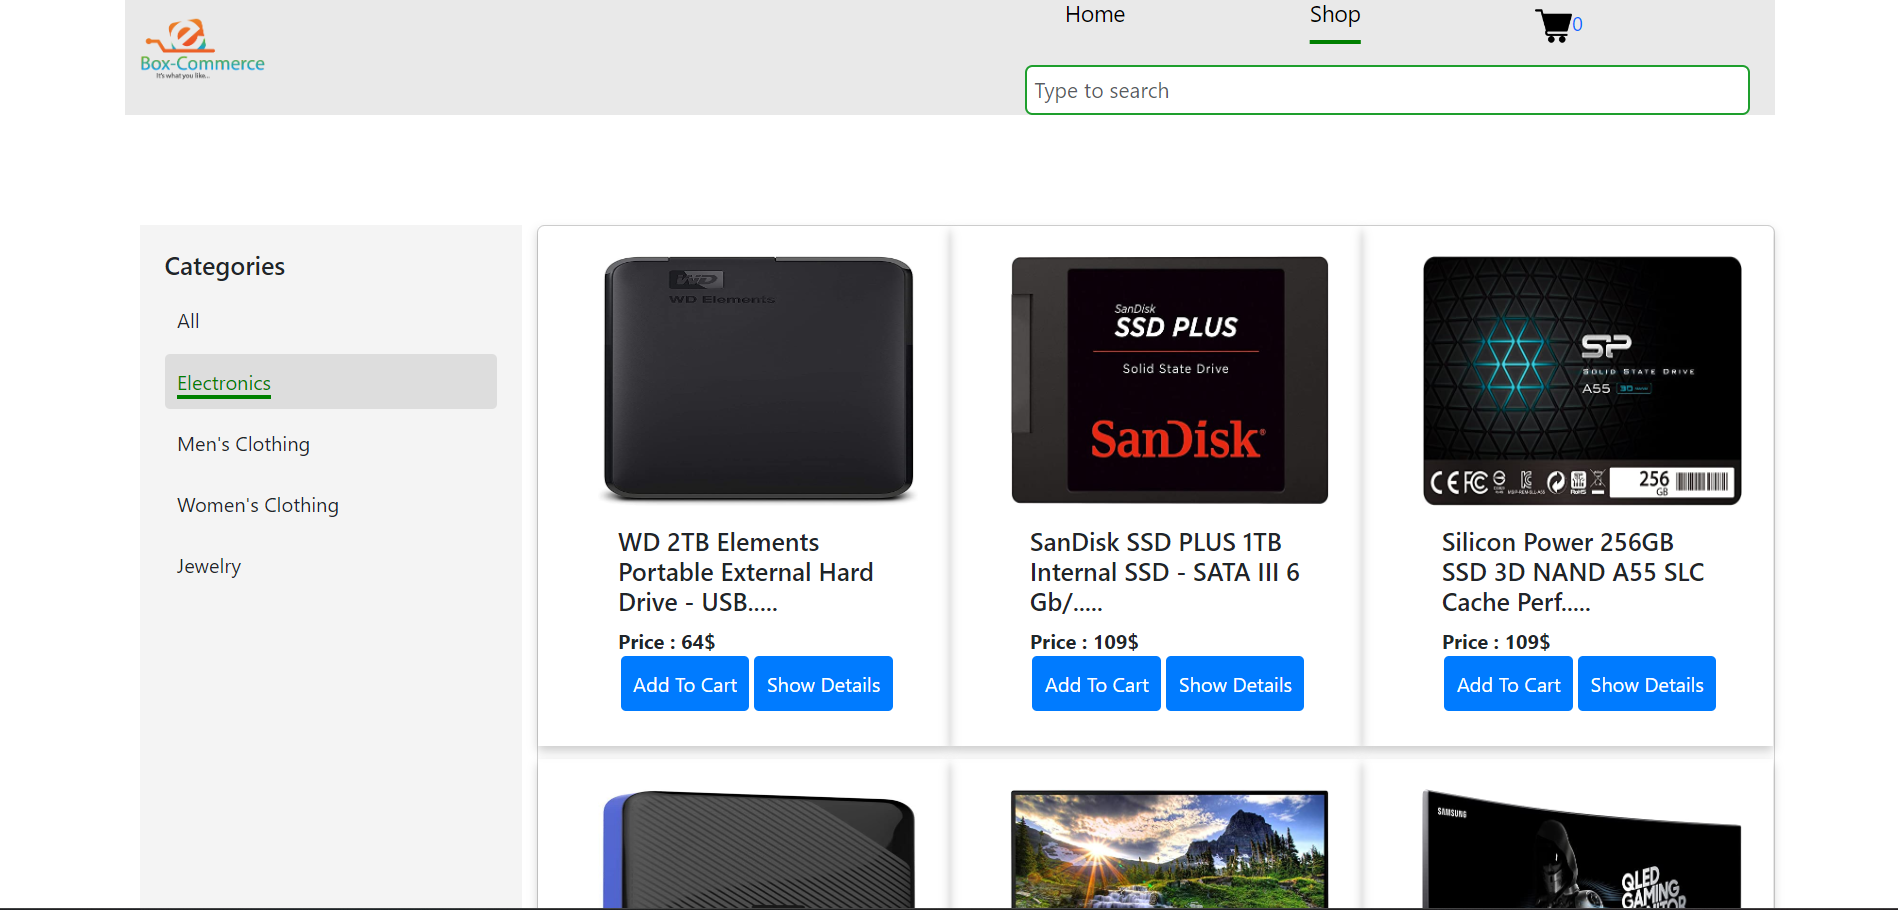 Home
Shop
0
Box-Commerce
It's what you like...
Type to search
Categories
All
Electronics
Men's Clothing
Women's Clothing
Jewelry
WD
WD Elements
WD 2TB Elements
Portable External Hard
Drive - USB.....
Price : 64$
Add To Cart
Show Details
SanDisk
SSD PLUS
Solid State Drive
SanDisk®
SanDisk SSD PLUS 1TB
Internal SSD - SATA III 6
Gb/.....
Price : 109$
Add To Cart
Show Details
SP
SOLID STATE DRIVE
A55
CE FC
RoHS
256
GB
Silicon Power 256GB
SSD 3D NAND A55 SLC
Cache Perf.....
Price : 109$
Add To Cart
Show Details
SAMSUNG
QLED
GAMING